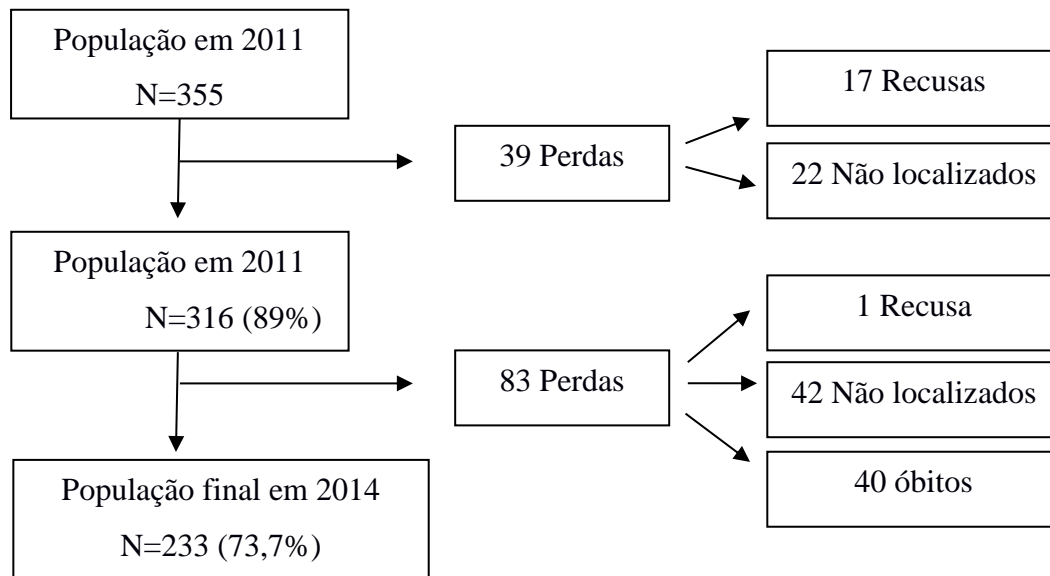 População em 2011
N=355
17 Recusas
39 Perdas
22 Não localizados
População em 2011
N=316 (89%)
1 Recusa
83 Perdas
42 Não localizados
40 óbitos
População final em 2014
N=233 (73,7%)